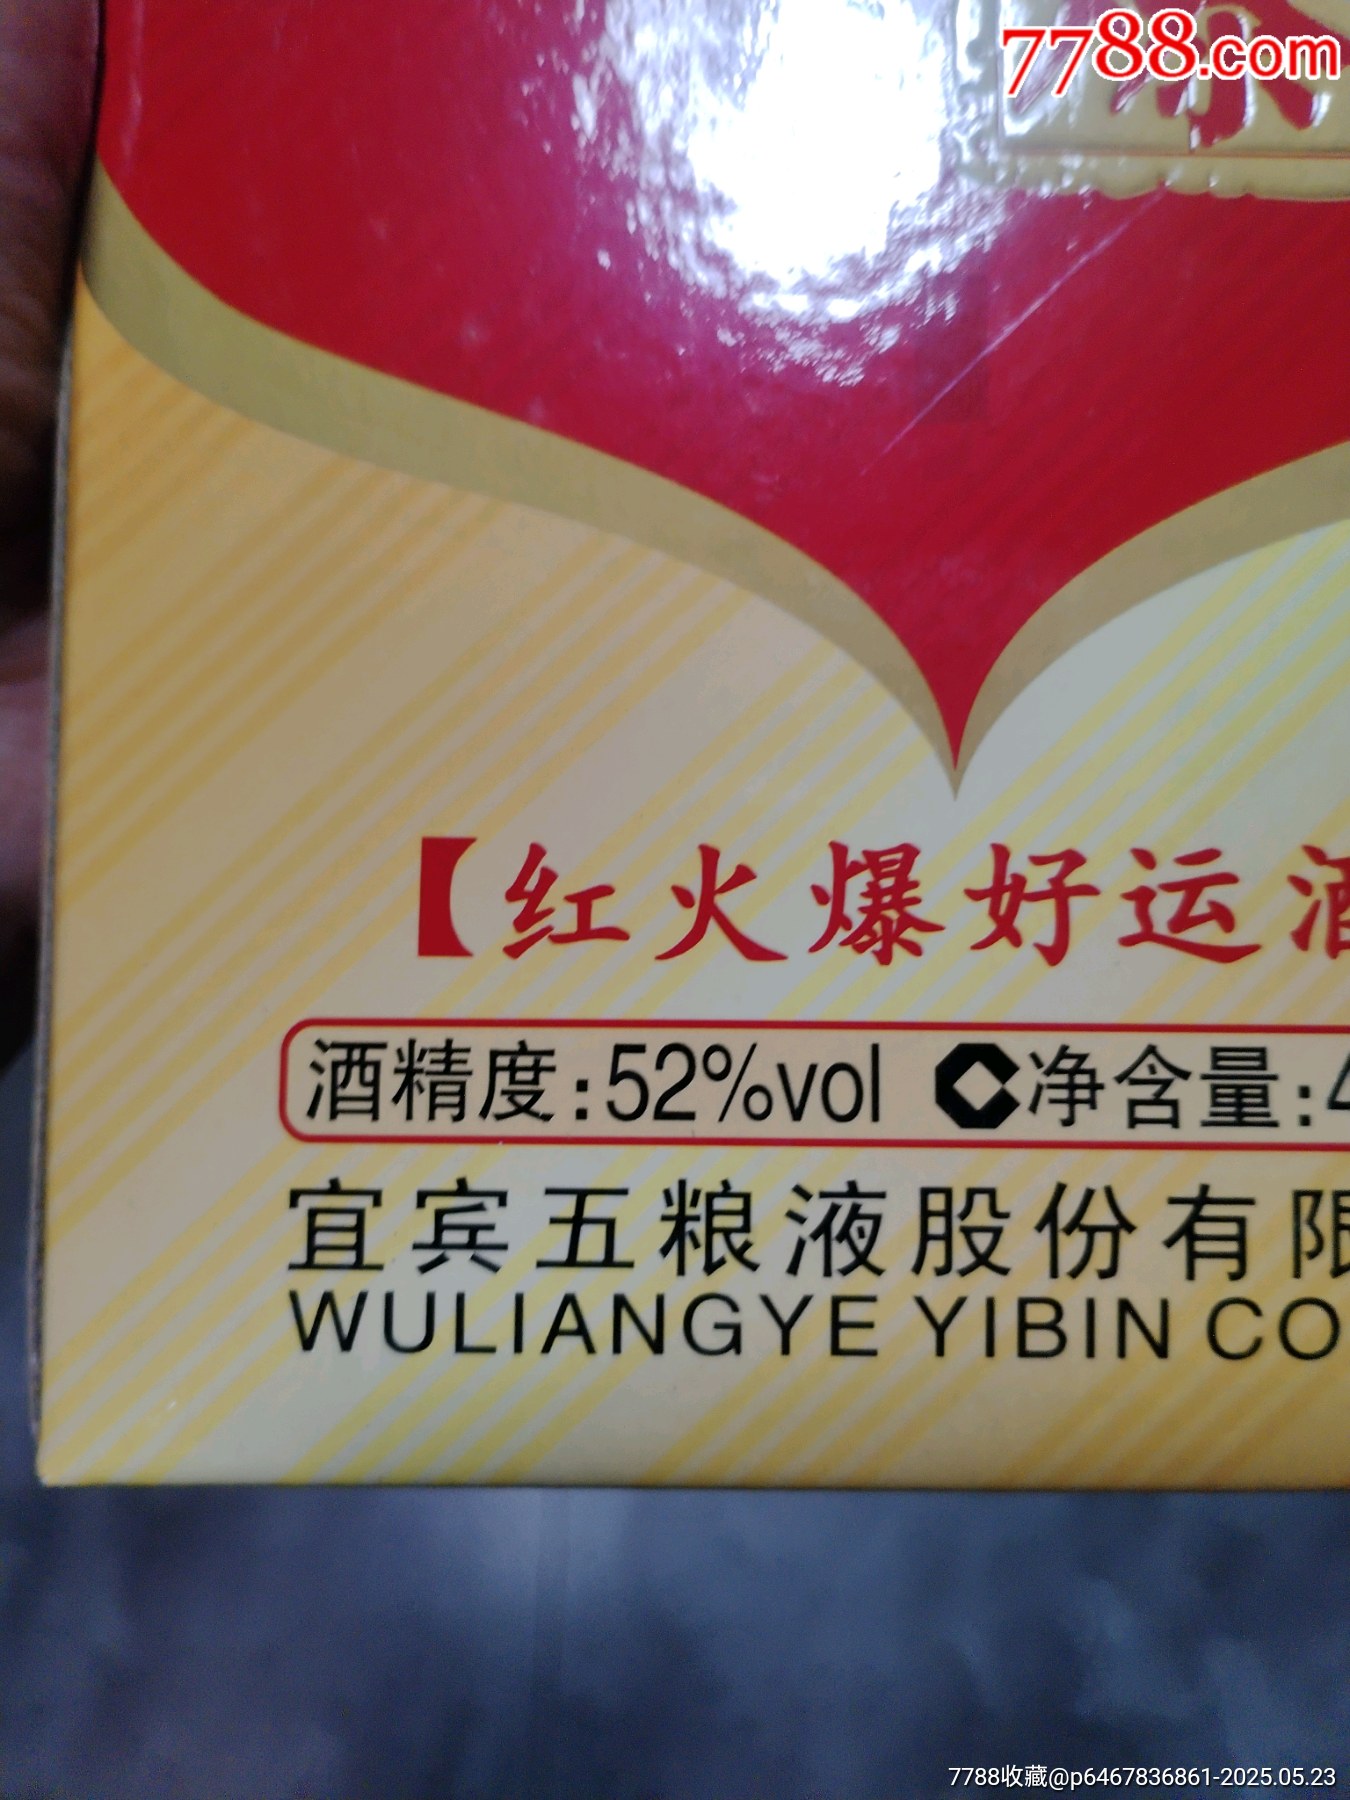 7788.com
【红火爆好运酒
酒精度:52%vol 净含量:4
宜宾五粮液股份有限
WULIANGYE YIBIN CO
7788收藏@p6467836861-2025.05.23